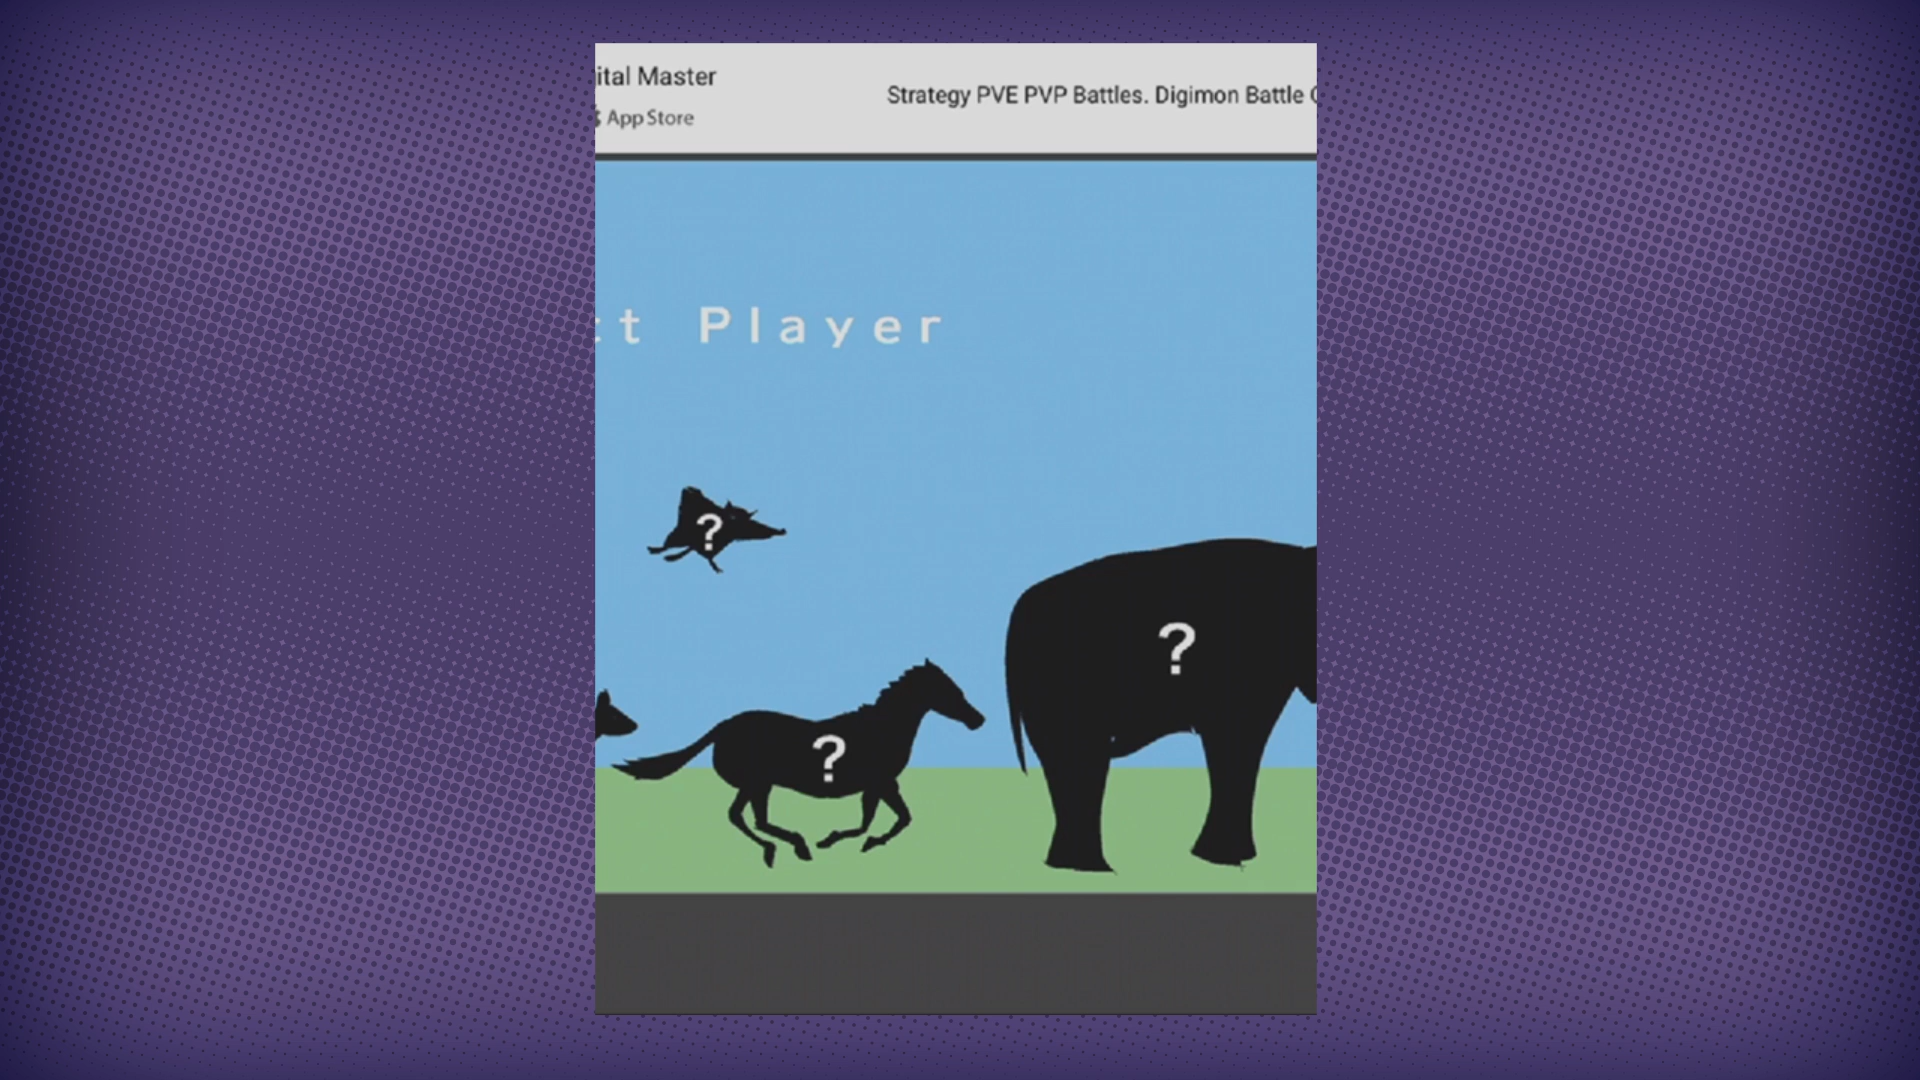 ital Master
App Store
Strategy PVE PVP Battles. Digimon Battle
t Player
?
?
?